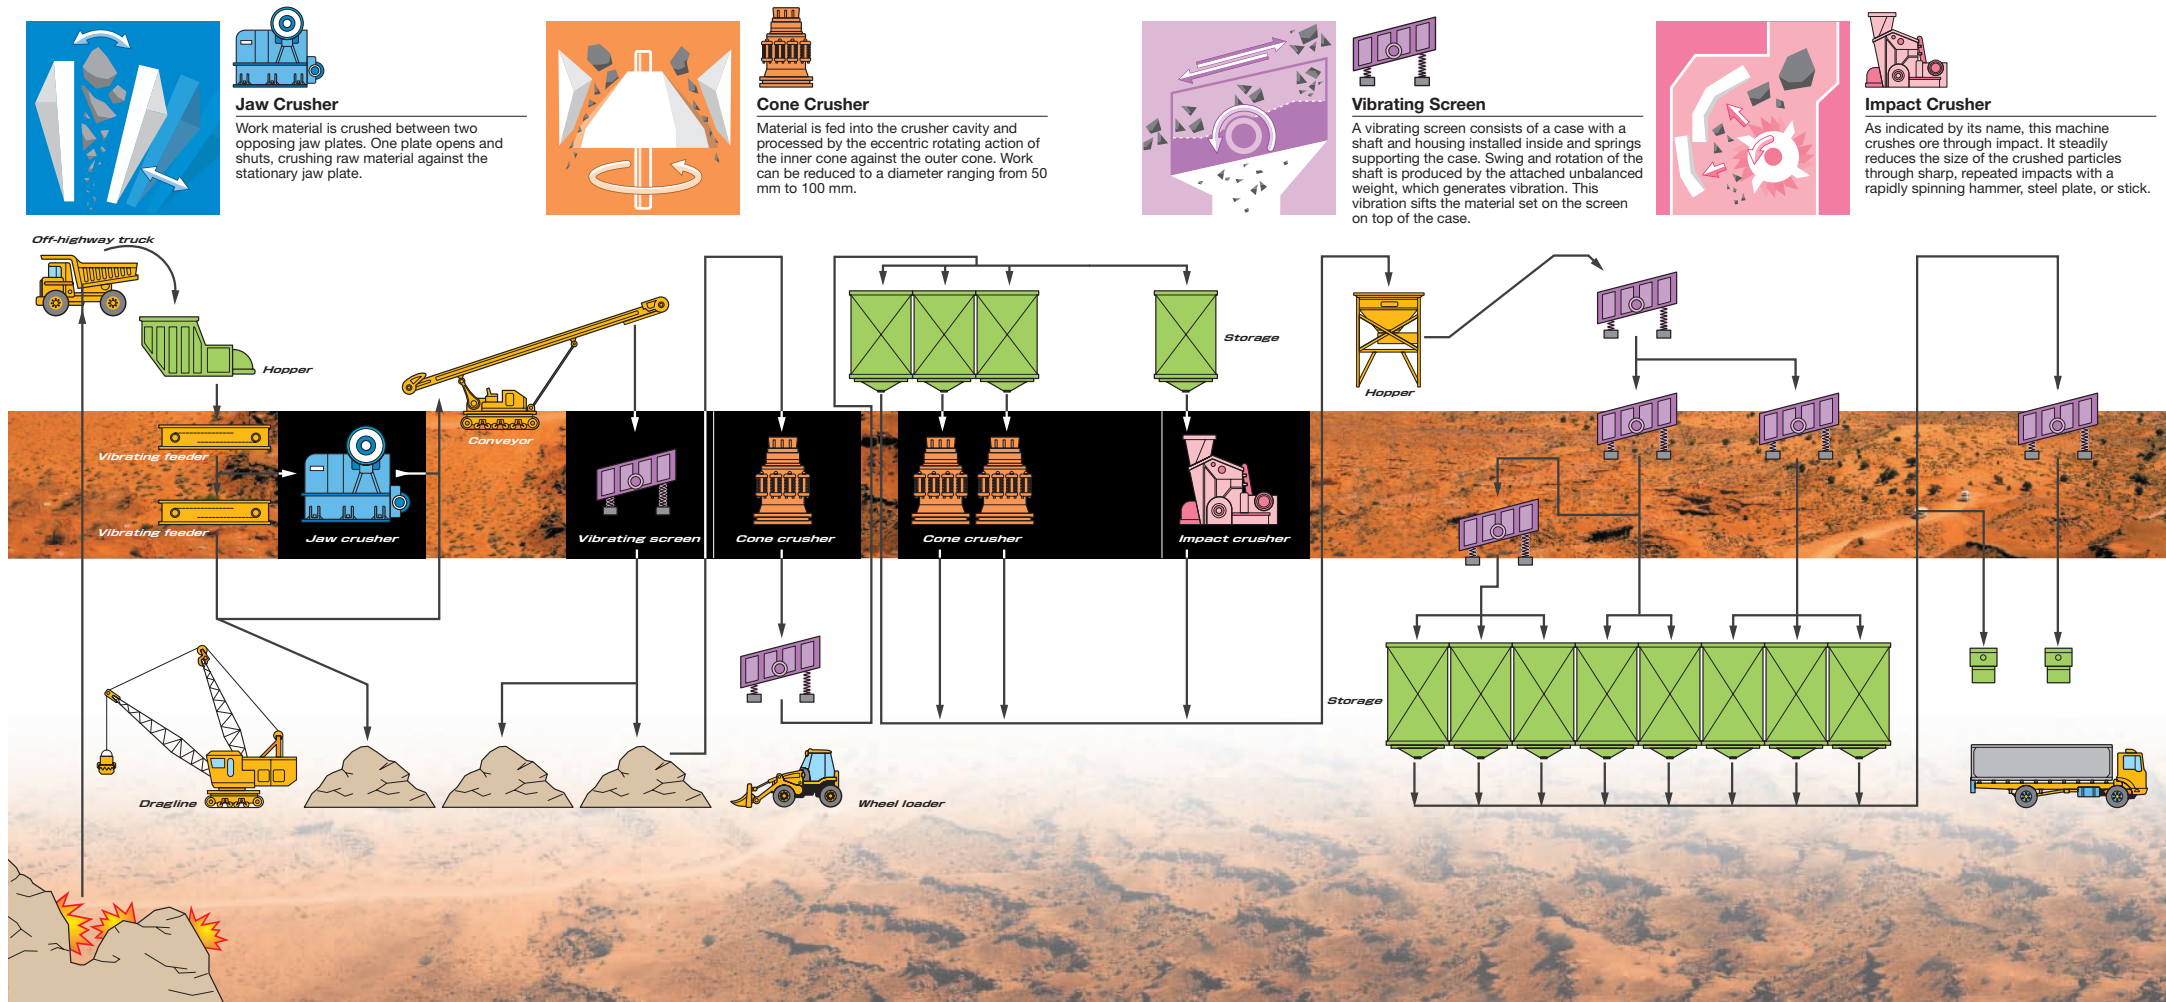 Jaw Crusher
Work material is crushed between two
opposing jaw plates. One plate opens and
shuts, crushing raw material against the
stationary jaw plate.
Cone Crusher
Material is fed into the crusher cavity and
processed by the eccentric rotating action of
the inner cone against the outer cone. Work
can be reduced to a diameter ranging from 50
mm to 100 mm.
Vibrating Screen
A vibrating screen consists of a case with a
shaft and housing installed inside and springs
supporting the case. Swing and rotation of the
shaft is produced by the attached unbalanced
weight, which generates vibration. This
vibration sifts the material set on the screen
on top of the case.
Impact Crusher
As indicated by its name, this machine
crushes ore through impact. It steadily
reduces the size of the crushed particles
through sharp, repeated impacts with a
rapidly spinning hammer, steel plate, or stick.
Off-highway truck
Hopper
Storage
Hopper
Conveyor
Vibrating feeder
Vibrating feeder
Jaw crusher
Vibrating screen
Cone crusher
Cone crusher
Impact crusher
Storage
Dragline
Wheel loader